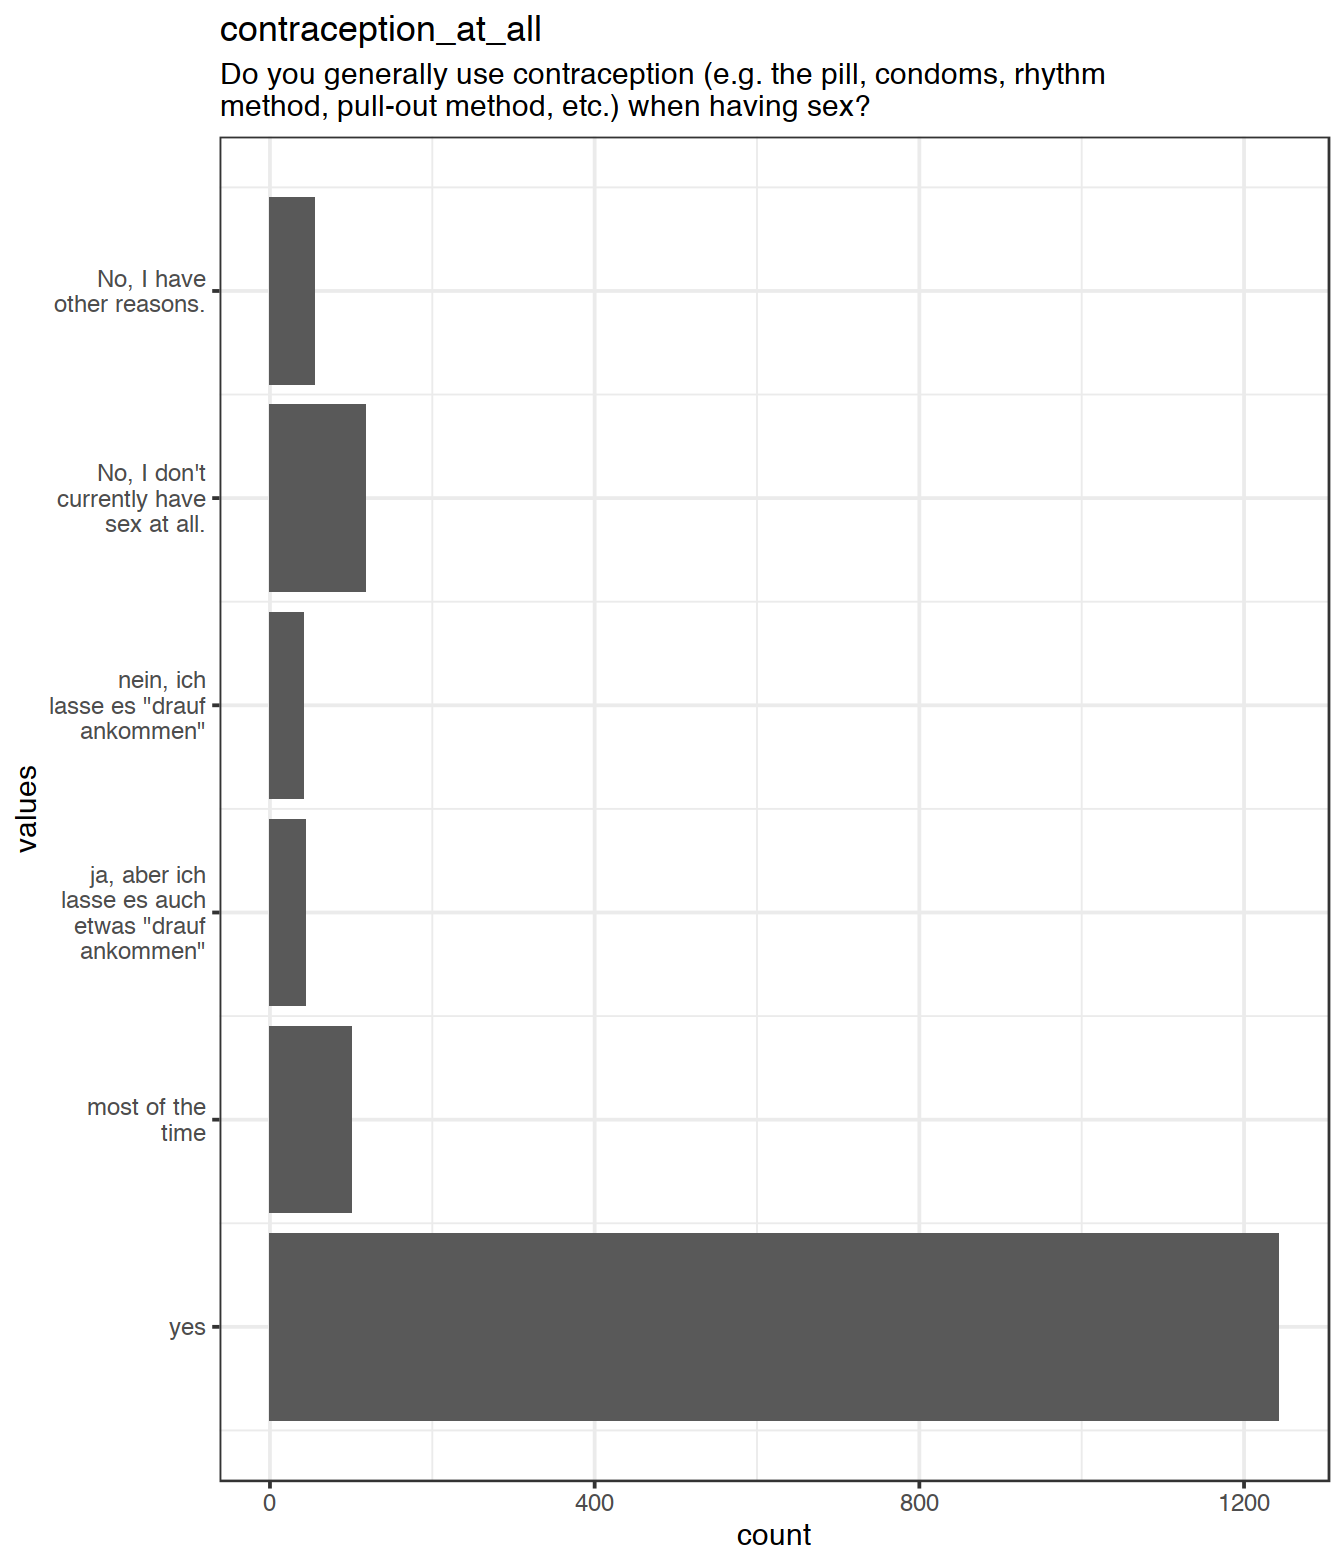 contraception_at_all
Do you generally use contraception (e.g. the pill, condoms, rhythm
method, pull-out method, etc.) when having sex?
No, I have
other reasons.
No, I don't
currently have
sex at all.
nein, ich
lasse es "drauf
ankommen"
values
ja, aber ich
lasse es auch
etwas "drauf
ankommen"
most of the
time
yes
0 400 800 1200
count